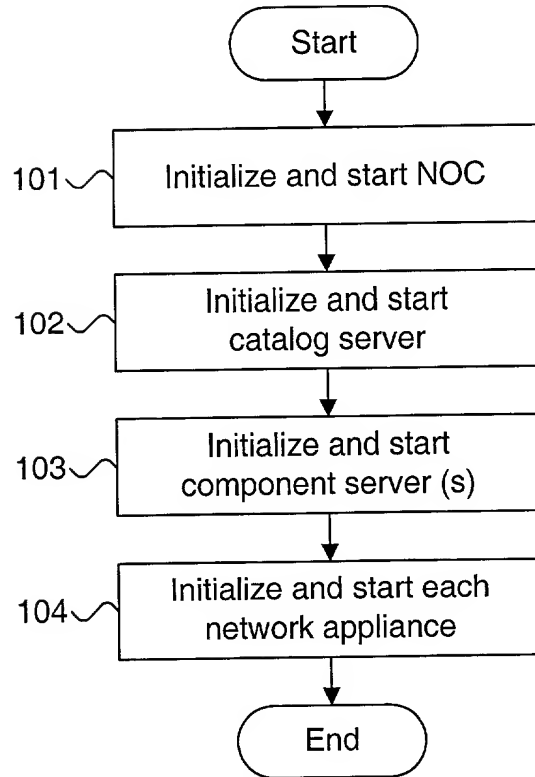 Start
101
Initialize and start NOC
102
Initialize and start
catalog server
103
Initialize and start
component server (s)
104
Initialize and start each
network appliance
End